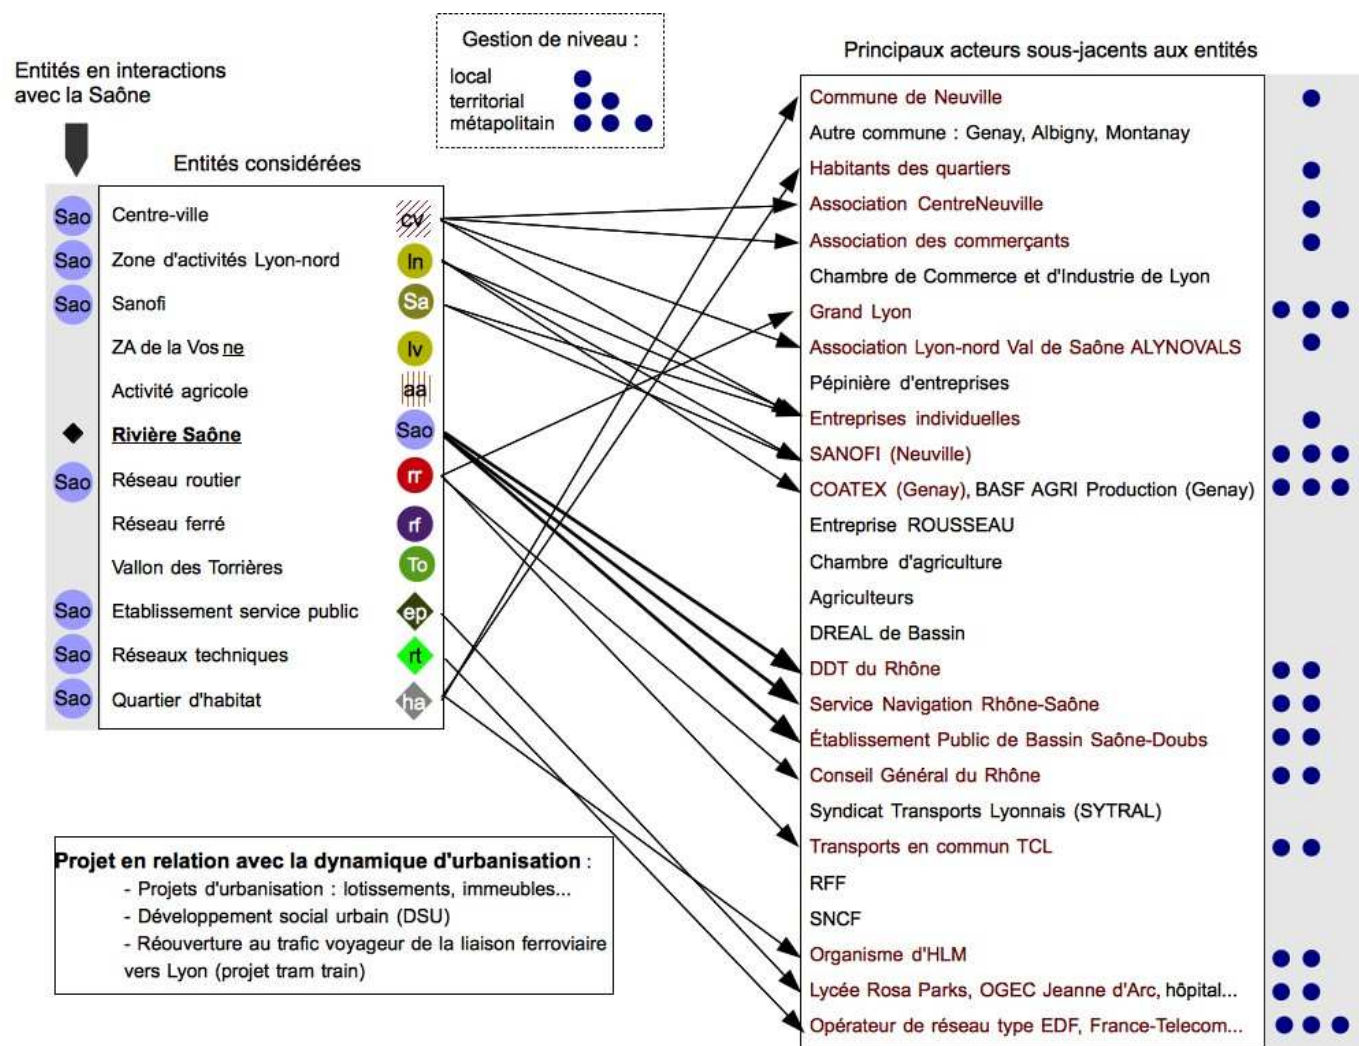 Gestion de niveau :
local
territorial
métapolitain
Entités en interactions
avec la Saône
Entités considérées
Sao Centre-ville cv
Sao Zone d'activités Lyon-nord ln
Sao Sanofi Sa
ZA de la Vos ne lv
Activité agricole aa
Rivière Saône Sao
Sao Réseau routier rr
Réseau ferré rf
Vallon des Torrières To
Sao Etablissement service public ep
Sao Réseaux techniques rt
Sao Quartier d'habitat ha
Projet en relation avec la dynamique d'urbanisation :
- Projets d'urbanisation : lotissements, immeubles...
- Développement social urbain (DSU)
- Réouverture au trafic voyageur de la liaison ferroviaire
vers Lyon (projet tram train)
Principaux acteurs sous-jacents aux entités
Commune de Neuville
Autre commune : Genay, Albigny, Montanay
Habitants des quartiers
Association CentreNeuville
Association des commerçants
Chambre de Commerce et d'Industrie de Lyon
Grand Lyon
Association Lyon-nord Val de Saône ALYNOVALS
Pépinière d'entreprises
Entreprises individuelles
SANOFI (Neuville)
COATEX (Genay), BASF AGRI Production (Genay)
Entreprise ROUSSEAU
Chambre d'agriculture
Agriculteurs
DREAL de Bassin
DDT du Rhône
Service Navigation Rhône-Saône
Établissement Public de Bassin Saône-Doubs
Conseil Général du Rhône
Syndicat Transports Lyonnais (SYTRAL)
Transports en commun TCL
RFF
SNCF
Organisme d'HLM
Lycée Rosa Parks, OGEC Jeanne d'Arc, hôpital...
Opérateur de réseau type EDF, France-Telecom...